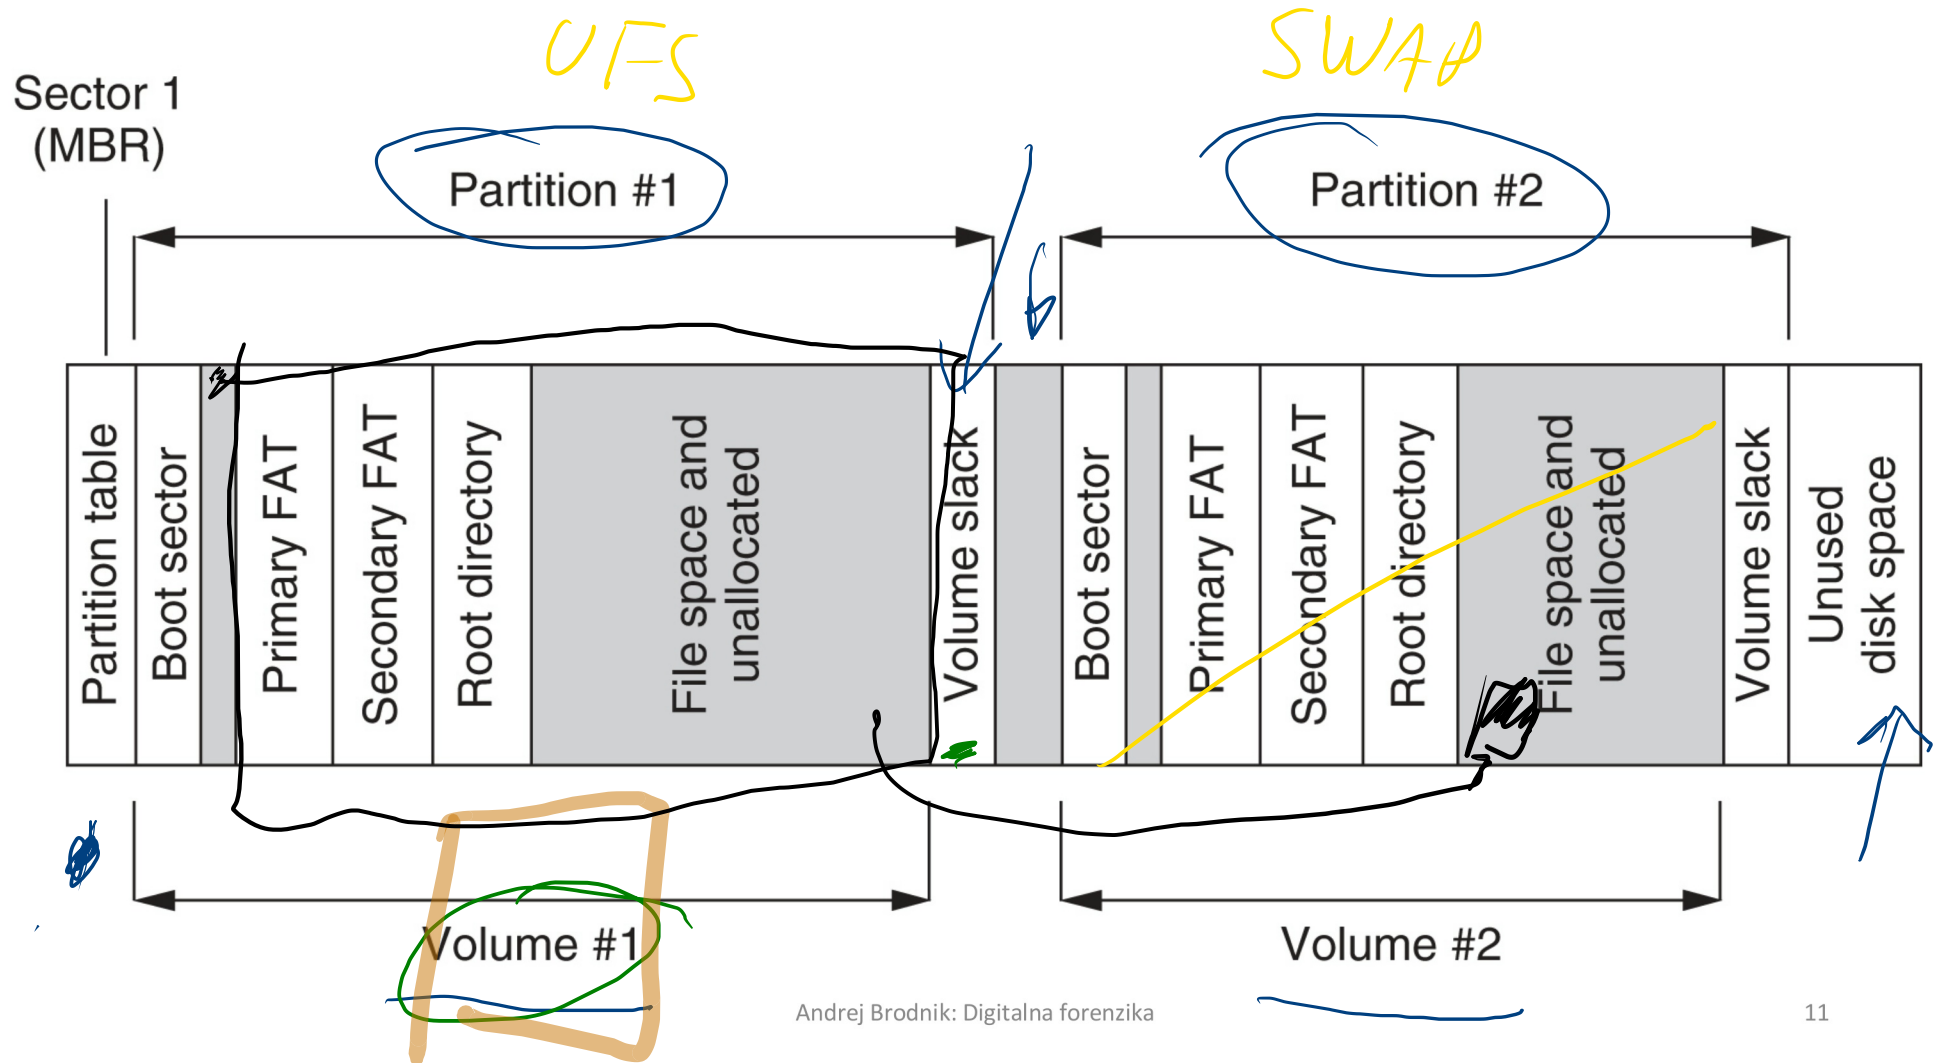 UFS
SWAP
Sector 1
(MBR)
Partition #1
Partition #2
Partition table
Boot sector
Primary FAT
Secondary FAT
Root directory
File space and
unallocated
Volume slack
Boot sector
Primary FAT
Secondary FAT
Root directory
File space and
unallocated
Volume slack
Unused
disk space
Volume #1
Volume #2
Andrej Brodnik: Digitalna forenzika
11